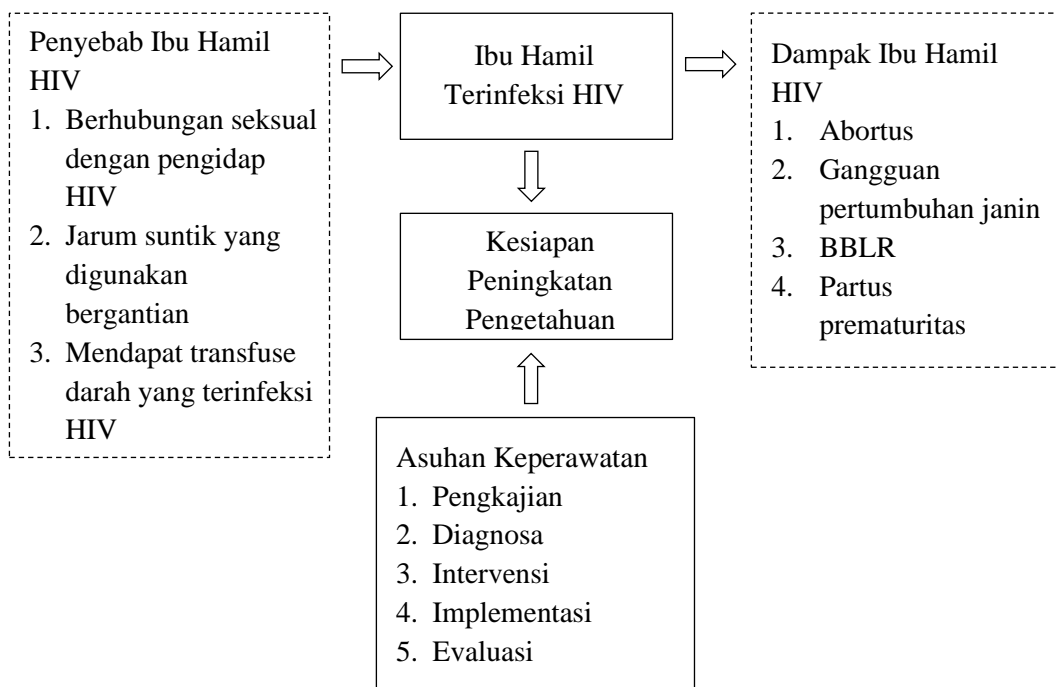 Penyebab Ibu Hamil
HIV
1. Berhubungan seksual
dengan pengidap
HIV
2. Jarum suntik yang
digunakan
bergantian
3. Mendapat transfuse
darah yang terinfeksi
HIV
Ibu Hamil
Terinfeksi HIV
Dampak Ibu Hamil
HIV
1. Abortus
2. Gangguan
pertumbuhan janin
3. BBLR
4. Partus
prematuritas
Kesiapan
Peningkatan
Pengetahuan
Asuhan Keperawatan
1. Pengkajian
2. Diagnosa
3. Intervensi
4. Implementasi
5. Evaluasi